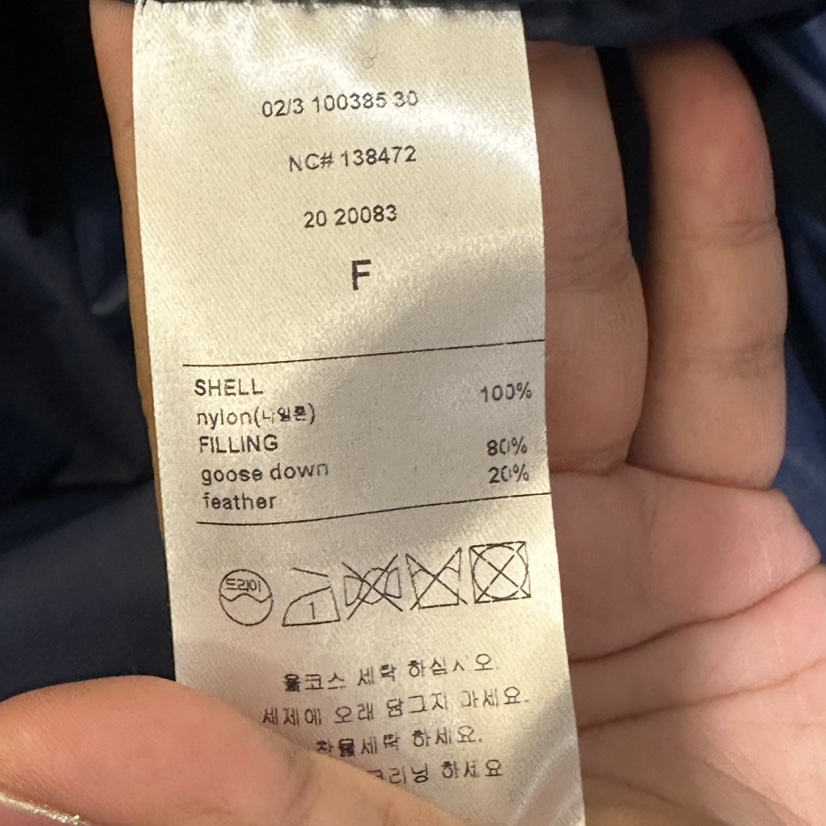 02/3 100385 30
NC# 138472
20 20083
F
SHELL
nylon(나일론) 100%
FILLING
goose down 80%
feather 20%
드라이
1
울코스 세탁 하십시오.
세제에 오래 담그지 마세요.
찬물세탁 하세요.
하세요